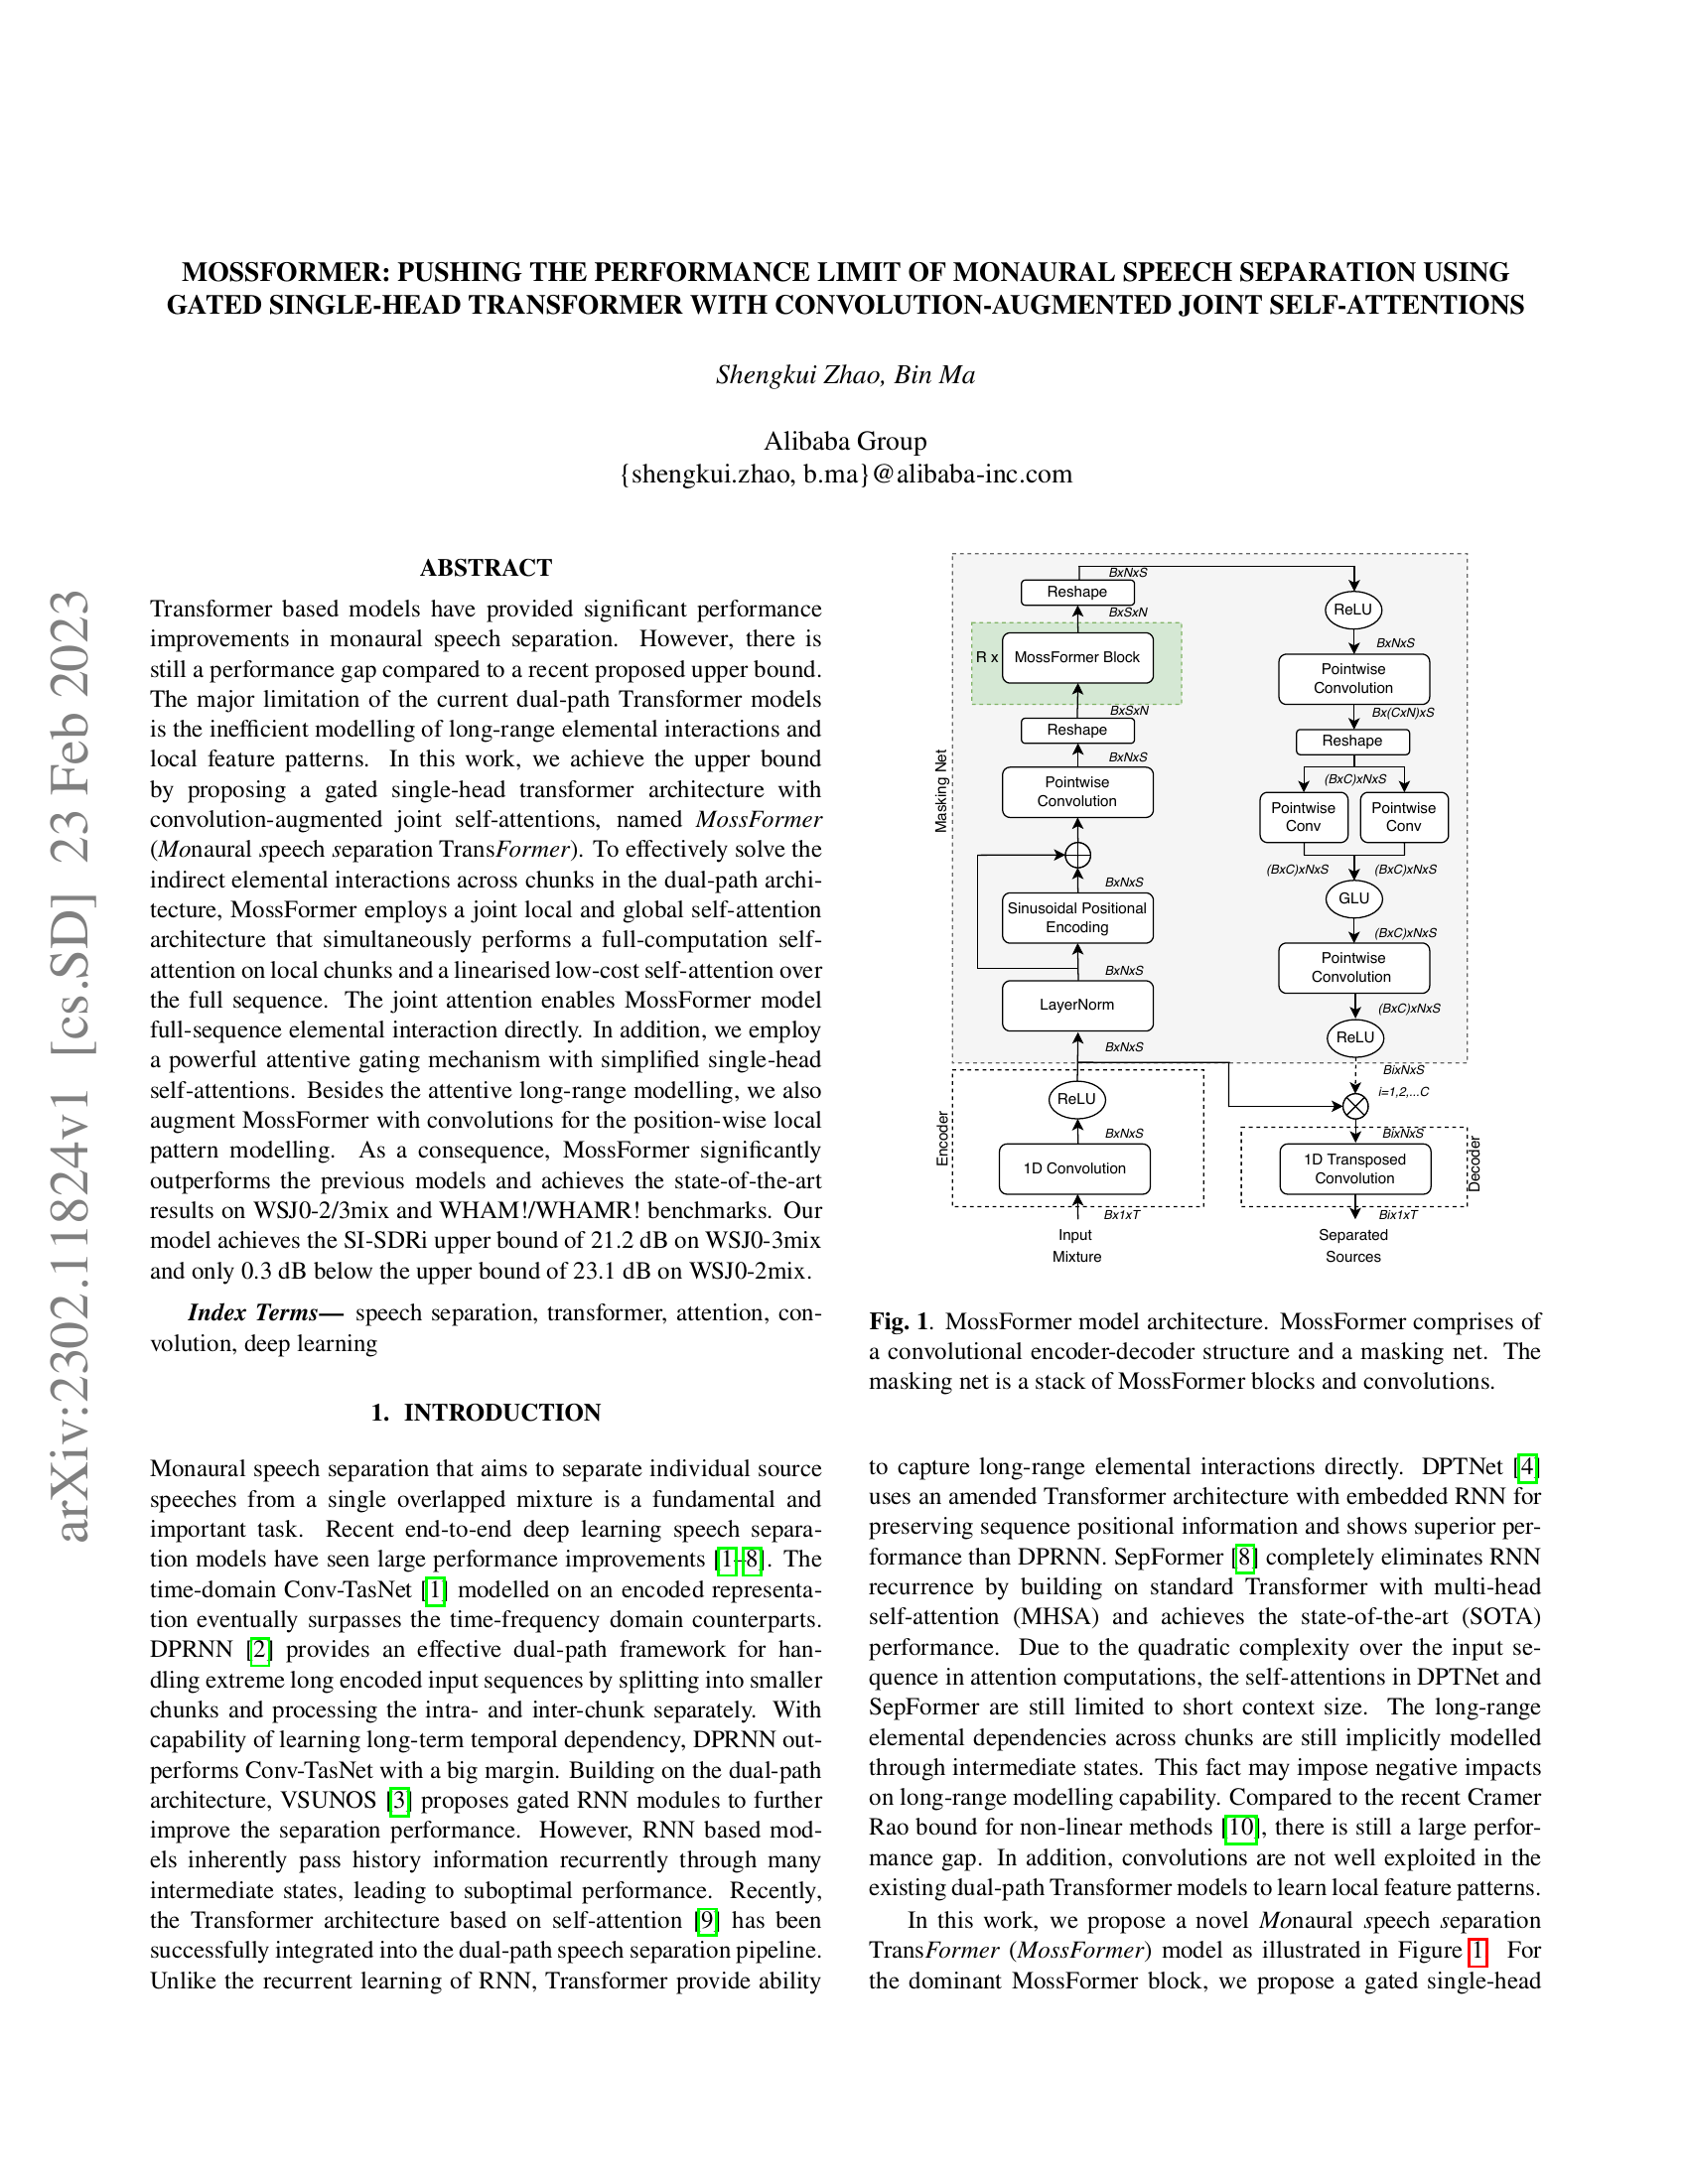 MOSSFORMER: PUSHING THE PERFORMANCE LIMIT OF MONAURAL SPEECH SEPARATION USING
GATED SINGLE-HEAD TRANSFORMER WITH CONVOLUTION-AUGMENTED JOINT SELF-ATTENTIONS
Shengkui Zhao, Bin Ma
Alibaba Group
{shengkui.zhao, b.ma}@alibaba-inc.com
arXiv:2302.11824v1 [cs.SD] 23 Feb 2023
ABSTRACT
Transformer based models have provided significant performance
improvements in monaural speech separation. However, there is
still a performance gap compared to a recent proposed upper bound.
The major limitation of the current dual-path Transformer models
is the inefficient modelling of long-range elemental interactions and
local feature patterns. In this work, we achieve the upper bound
by proposing a gated single-head transformer architecture with
convolution-augmented joint self-attentions, named MossFormer
(Monaural speech separation TransFormer). To effectively solve the
indirect elemental interactions across chunks in the dual-path archi-
tecture, MossFormer employs a joint local and global self-attention
architecture that simultaneously performs a full-computation self-
attention on local chunks and a linearised low-cost self-attention over
the full sequence. The joint attention enables MossFormer model
full-sequence elemental interaction directly. In addition, we employ
a powerful attentive gating mechanism with simplified single-head
self-attentions. Besides the attentive long-range modelling, we also
augment MossFormer with convolutions for the position-wise local
pattern modelling. As a consequence, MossFormer significantly
outperforms the previous models and achieves the state-of-the-art
results on WSJ0-2/3mix and WHAM!/WHAMR! benchmarks. Our
model achieves the SI-SDRi upper bound of 21.2 dB on WSJ0-3mix
and only 0.3 dB below the upper bound of 23.1 dB on WSJ0-2mix.
Index Terms— speech separation, transformer, attention, con-
volution, deep learning
1. INTRODUCTION
Monaural speech separation that aims to separate individual source
speeches from a single overlapped mixture is a fundamental and
important task. Recent end-to-end deep learning speech separa-
tion models have seen large performance improvements [1–8]. The
time-domain Conv-TasNet [1] modelled on an encoded representa-
tion eventually surpasses the time-frequency domain counterparts.
DPRNN [2] provides an effective dual-path framework for han-
dling extreme long encoded input sequences by splitting into smaller
chunks and processing the intra- and inter-chunk separately. With
capability of learning long-term temporal dependency, DPRNN out-
performs Conv-TasNet with a big margin. Building on the dual-path
architecture, VSUNOS [3] proposes gated RNN modules to further
improve the separation performance. However, RNN based mod-
els inherently pass history information recurrently through many
intermediate states, leading to suboptimal performance. Recently,
the Transformer architecture based on self-attention [9] has been
successfully integrated into the dual-path speech separation pipeline.
Unlike the recurrent learning of RNN, Transformer provide ability
Masking Net
BxNxS
Reshape
BxSxN
R x
MossFormer Block
BxSxN
Reshape
BxNxS
Pointwise
Convolution
BxNxS
Sinusoidal Positional
Encoding
BxNxS
LayerNorm
BxNxS
Encoder
ReLU
BxNxS
1D Convolution
Bx1xT
Input
Mixture
ReLU
BxNxS
Pointwise
Convolution
Bx(CxN)xS
Reshape
(BxC)xNxS
Pointwise
Conv
Pointwise
Conv
(BxC)xNxS
(BxC)xNxS
GLU
(BxC)xNxS
Pointwise
Convolution
(BxC)xNxS
ReLU
BixNxS
i=1,2,...C
BixNxS
1D Transposed
Convolution
Decoder
Bix1xT
Separated
Sources
Fig. 1. MossFormer model architecture. MossFormer comprises of
a convolutional encoder-decoder structure and a masking net. The
masking net is a stack of MossFormer blocks and convolutions.
to capture long-range elemental interactions directly. DPTNet [4]
uses an amended Transformer architecture with embedded RNN for
preserving sequence positional information and shows superior per-
formance than DPRNN. SepFormer [8] completely eliminates RNN
recurrence by building on standard Transformer with multi-head
self-attention (MHSA) and achieves the state-of-the-art (SOTA)
performance. Due to the quadratic complexity over the input se-
quence in attention computations, the self-attentions in DPTNet and
SepFormer are still limited to short context size. The long-range
elemental dependencies across chunks are still implicitly modelled
through intermediate states. This fact may impose negative impacts
on long-range modelling capability. Compared to the recent Cramer
Rao bound for non-linear methods [10], there is still a large perfor-
mance gap. In addition, convolutions are not well exploited in the
existing dual-path Transformer models to learn local feature patterns.
In this work, we propose a novel Monaural speech separation
TransFormer (MossFormer) model as illustrated in Figure 1. For
the dominant MossFormer block, we propose a gated single-head